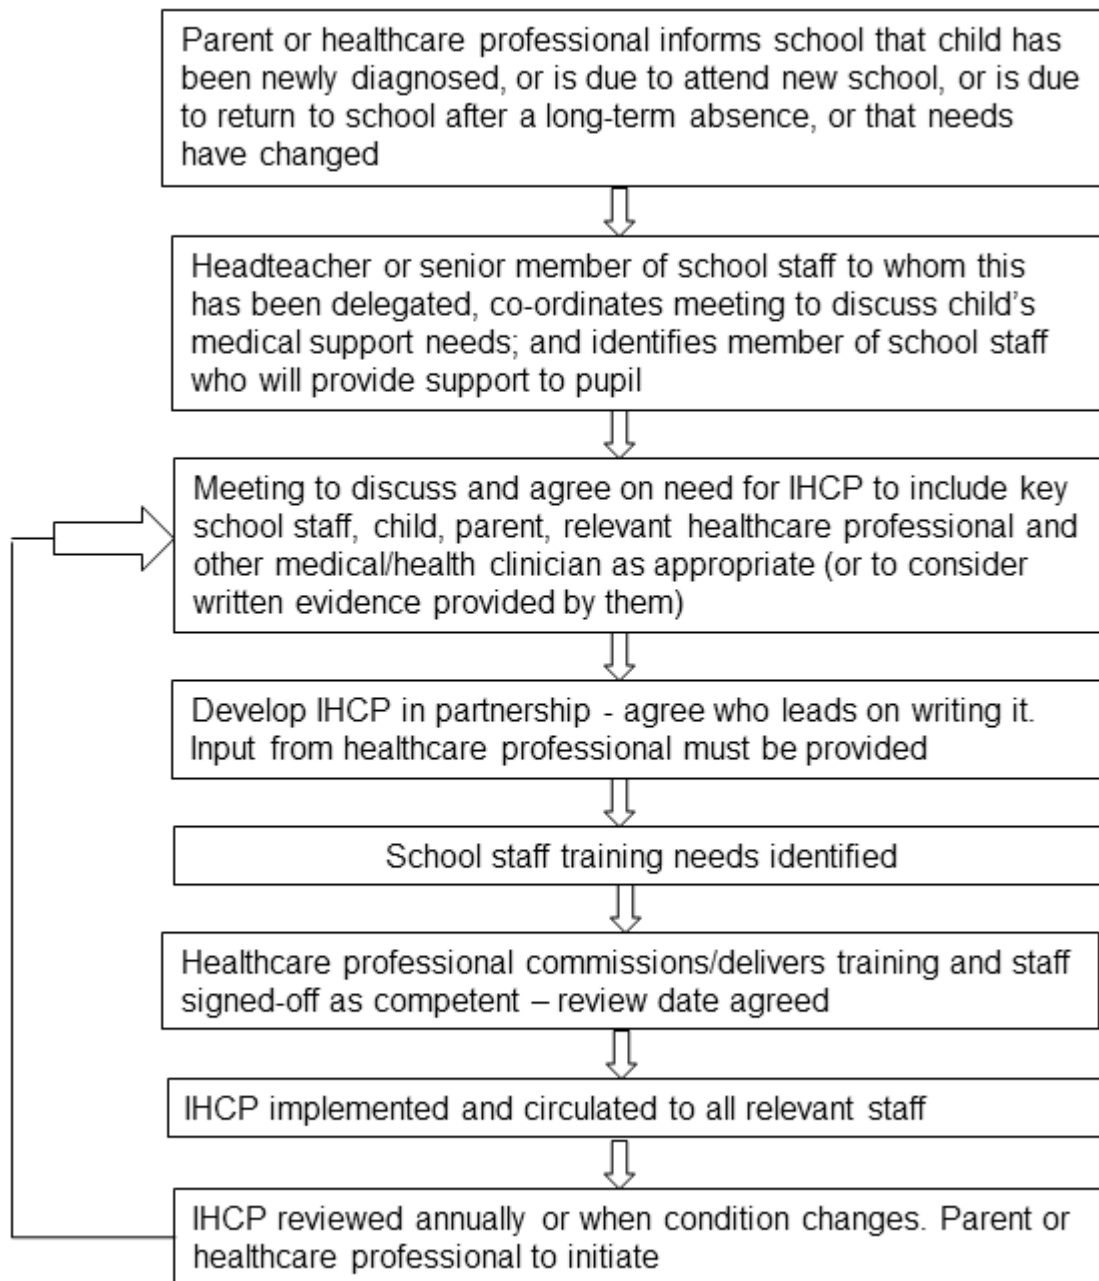 Parent or healthcare professional informs school that child has
been newly diagnosed, or is due to attend new school, or is due
to return to school after a long-term absence, or that needs
have changed
Headteacher or senior member of school staff to whom this
has been delegated, co-ordinates meeting to discuss child's
medical support needs; and identifies member of school staff
who will provide support to pupil
Meeting to discuss and agree on need for IHCP to include key
school staff, child, parent, relevant healthcare professional and
other medical/health clinician as appropriate (or to consider
written evidence provided by them)
Develop IHCP in partnership - agree who leads on writing it.
Input from healthcare professional must be provided
School staff training needs identified
Healthcare professional commissions/delivers training and staff
signed-off as competent – review date agreed
IHCP implemented and circulated to all relevant staff
IHCP reviewed annually or when condition changes. Parent or
healthcare professional to initiate